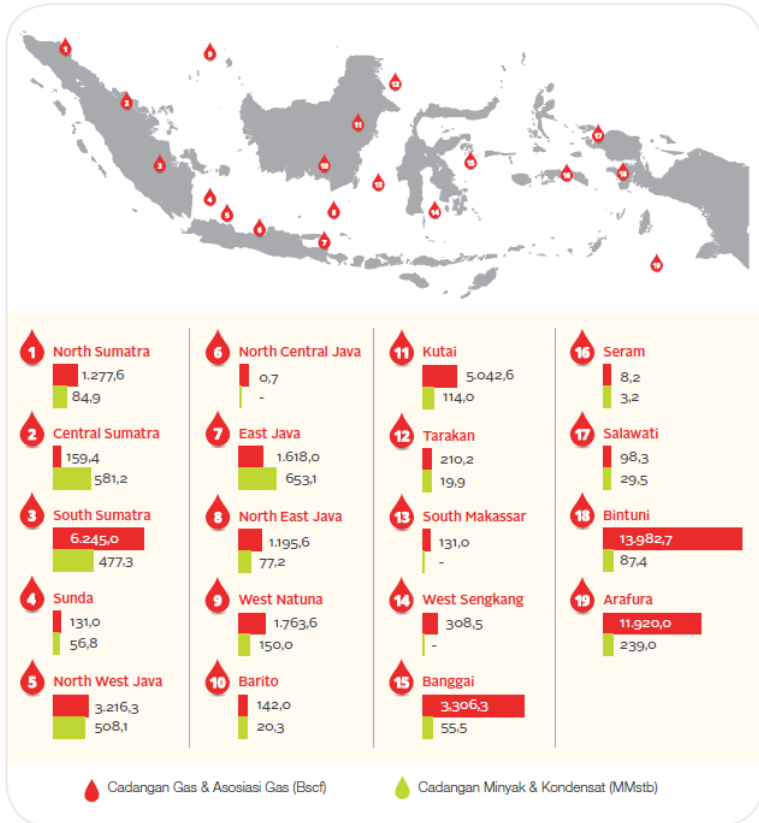 1
2
3
4
5
6
7
8
9
10
11
12
13
14
15
16
17
18
19
1 North Sumatra
1.277,6
84,9
2 Central Sumatra
159,4
581,2
3 South Sumatra
6.245,0
477,3
4 Sunda
131,0
56,8
5 North West Java
3.216,3
508,1
6 North Central Java
0,7
-
7 East Java
1.618,0
653,1
8 North East Java
1.195,6
77,2
9 West Natuna
1.763,6
150,0
10 Barito
142,0
20,3
11 Kutai
5.042,6
114,0
12 Tarakan
210,2
19,9
13 South Makassar
131,0
-
14 West Sengkang
308,5
-
15 Banggai
3,306,3
55,5
16 Seram
8,2
3,2
17 Salawati
98,3
29,5
18 Bintuni
13.982,7
87,4
19 Arafura
11.920,0
239,0
Cadangan Gas & Asosiasi Gas (Bscf)
Cadangan Minyak & Kondensat (MMstb)